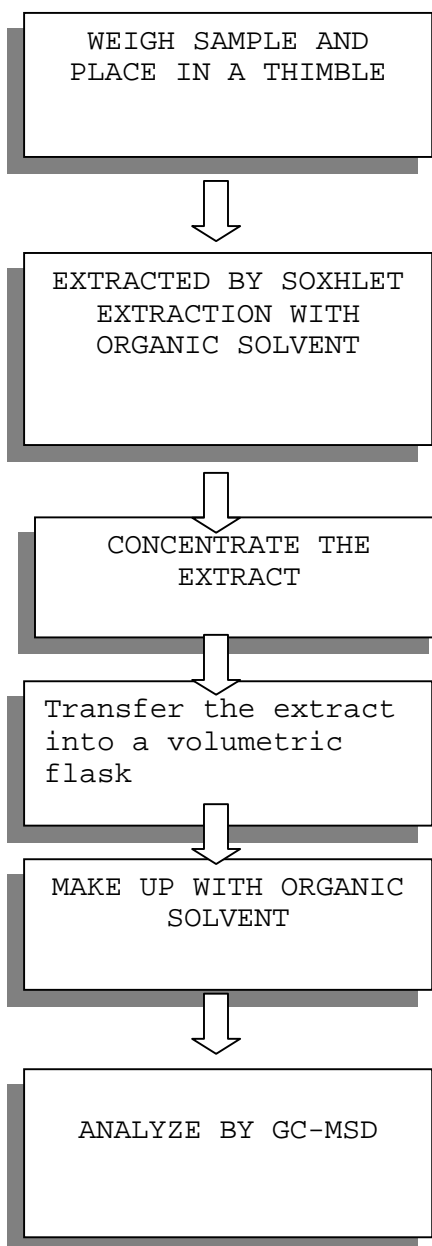 WEIGH SAMPLE AND
PLACE IN A THIMBLE
EXTRACTED BY SOXHLET
EXTRACTION WITH
ORGANIC SOLVENT
CONCENTRATE THE
EXTRACT
Transfer the extract
into a volumetric
flask
MAKE UP WITH ORGANIC
SOLVENT
ANALYZE BY GC-MSD